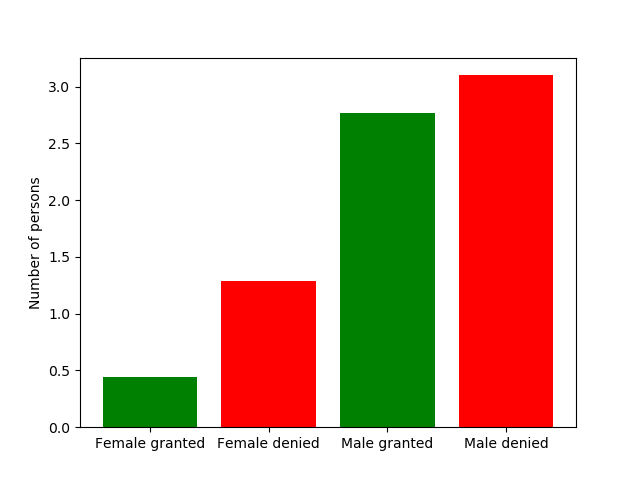 Number of persons
3.0
2.5
2.0
1.5
1.0
0.5
0.0
Female granted
Female denied
Male granted
Male denied